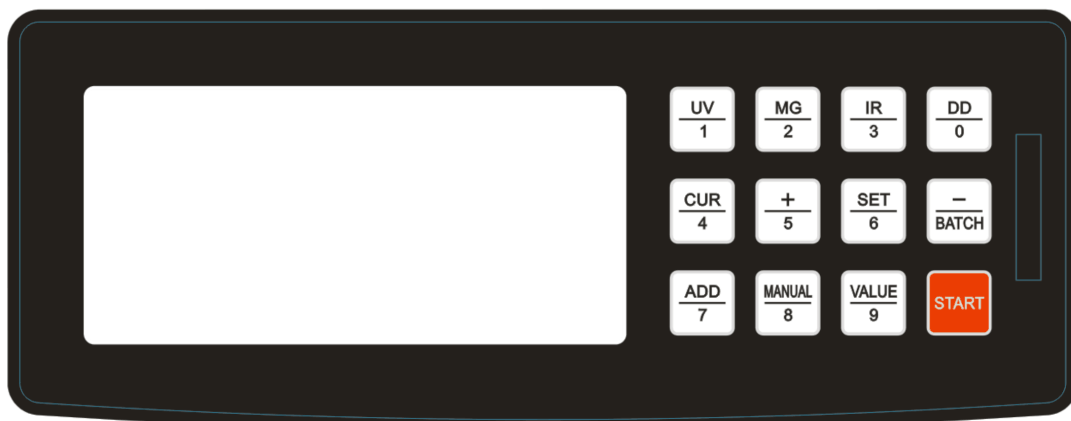 UV
1
MG
2
IR
3
DD
0
CUR
4
+
5
SET
6
−
BATCH
ADD
7
MANUAL
8
VALUE
9
START